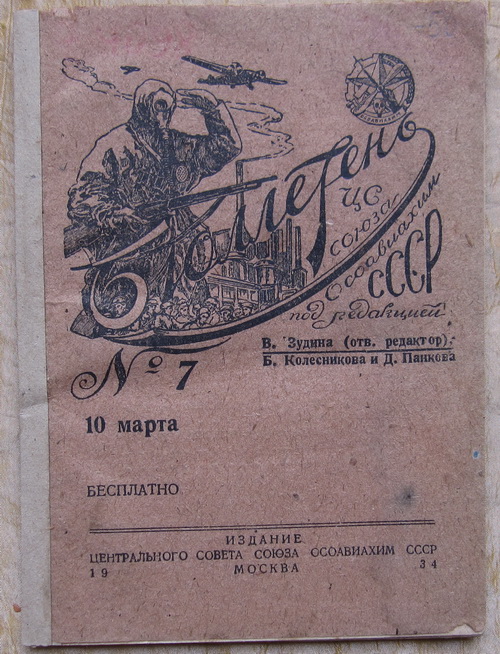 Бюллетень
ЦС
союза
Осоавиахим
СССР
под редакцией
В. Зудина (отв. редактор).
Б. Колесникова и Д. Панкова
№ 7
10 марта
БЕСПЛАТНО
ИЗДАНИЕ
ЦЕНТРАЛЬНОГО СОВЕТА СОЮЗА ОСОАВИАХИМ СССР
19 МОСКВА 34